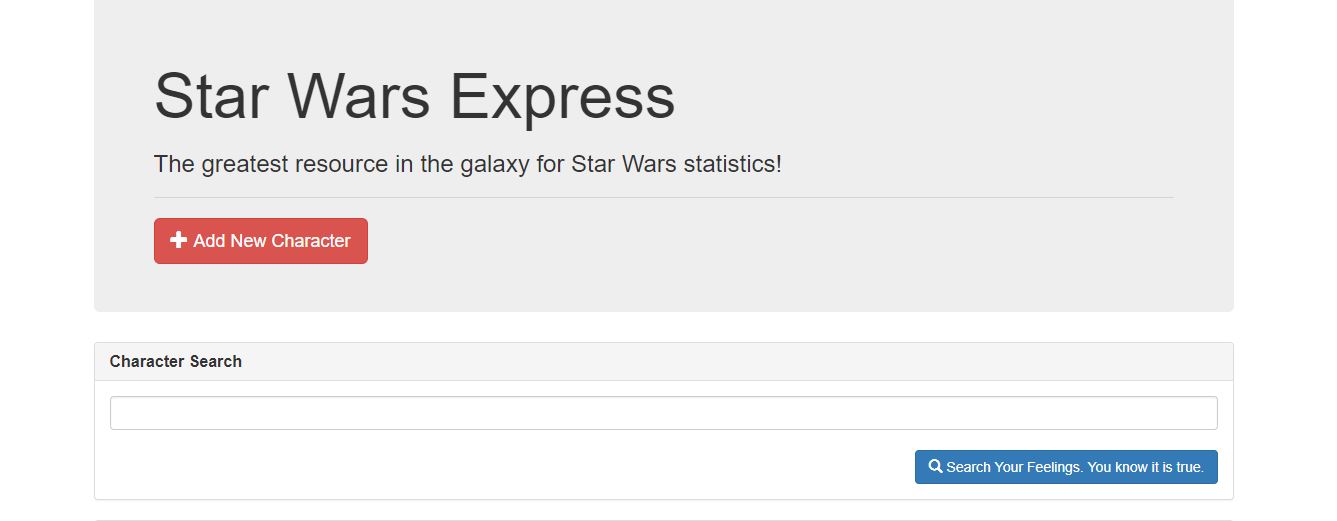 Star Wars Express
The greatest resource in the galaxy for Star Wars statistics!
Add New Character
Character Search
Search Your Feelings. You know it is true.